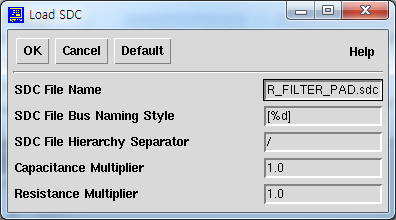 Load SDC
OK Cancel Default Help
SDC File Name R_FILTER_PAD.sdc
SDC File Bus Naming Style [%d]
SDC File Hierarchy Separator /
Capacitance Multiplier 1.0
Resistance Multiplier 1.0